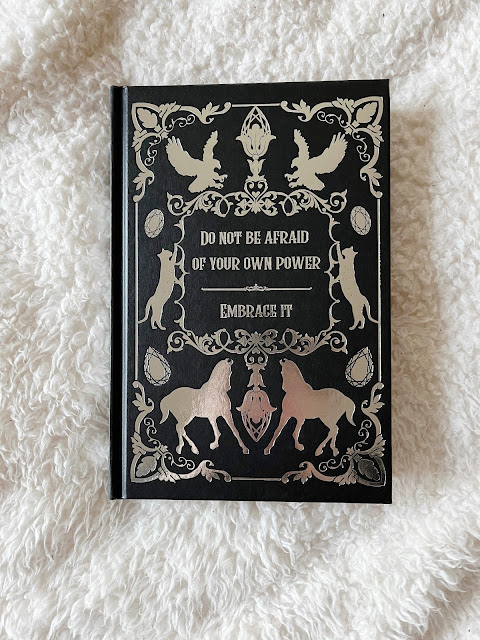 DO NOT BE AFRAID
OF YOUR OWN POWER
EMBRACE IT